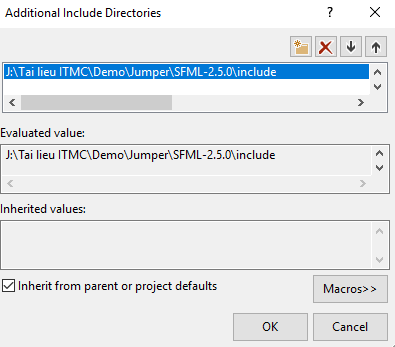 Additional Include Directories
J:\Tai lieu ITMC\Demo\Jumper\SFML-2.5.0\include
Evaluated value:
J:\Tai lieu ITMC\Demo\Jumper\SFML-2.5.0\include
Inherited values:
Inherit from parent or project defaults
Macros>>
OK
Cancel